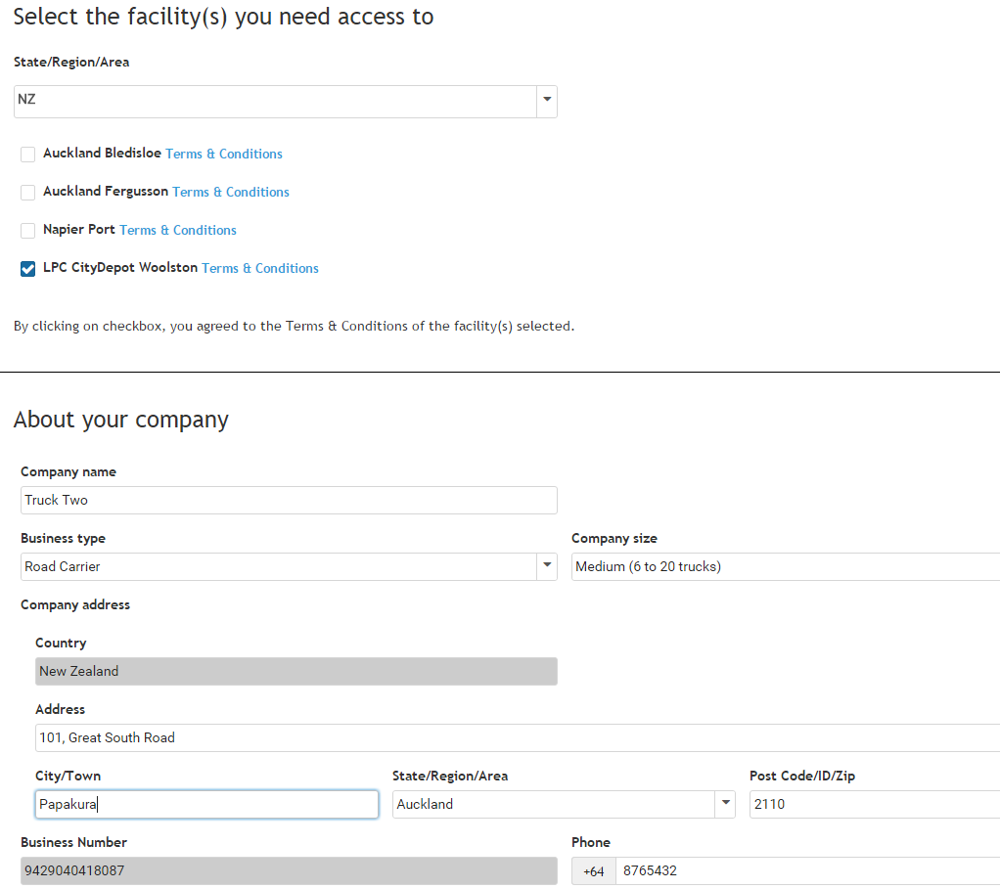 Select the facility(s) you need access to
State/Region/Area
NZ
Auckland Bledisloe Terms & Conditions
Auckland Fergusson Terms & Conditions
Napier Port Terms & Conditions
LPC CityDepot Woolston Terms & Conditions
By clicking on checkbox, you agreed to the Terms & Conditions of the facility(s) selected.
About your company
Company name
Truck Two
Business type Company size
Road Carrier Medium (6 to 20 trucks)
Company address
Country
New Zealand
Address
101, Great South Road
City/Town State/Region/Area Post Code/ID/Zip
Papakura Auckland 2110
Business Number Phone
9429040418087 +64 8765432